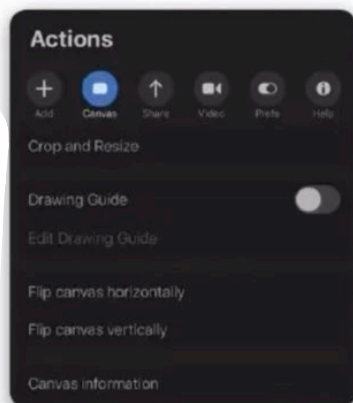 Actions
Add Canvas Share Video Prefs Help
Crop and Resize
Drawing Guide
Edit Drawing Guide
Flip canvas horizontally
Flip canvas vertically
Canvas information